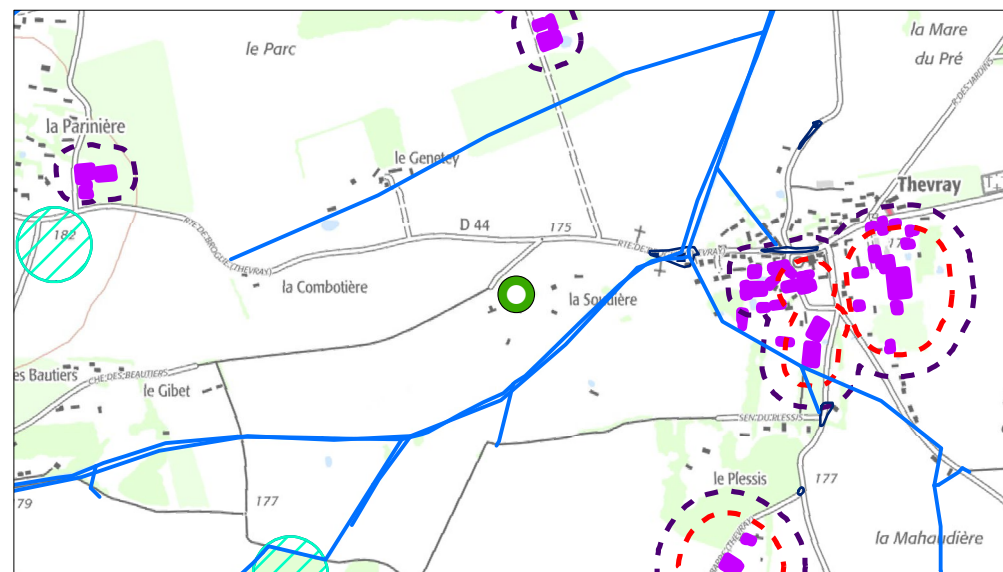 le Parc
la Mare
du Pré
R. DES JARDINS
la Parinière
le Genetey
Thevray
182
D 44
175
RTE DE BROGLIE (THEVRAY)
la Combotière
la Soudière
es Bautiers
CHE DES BEAUTIERS
le Gibet
SEN DU PLESSIS
le Plessis
177
177
79
la Mahaudière